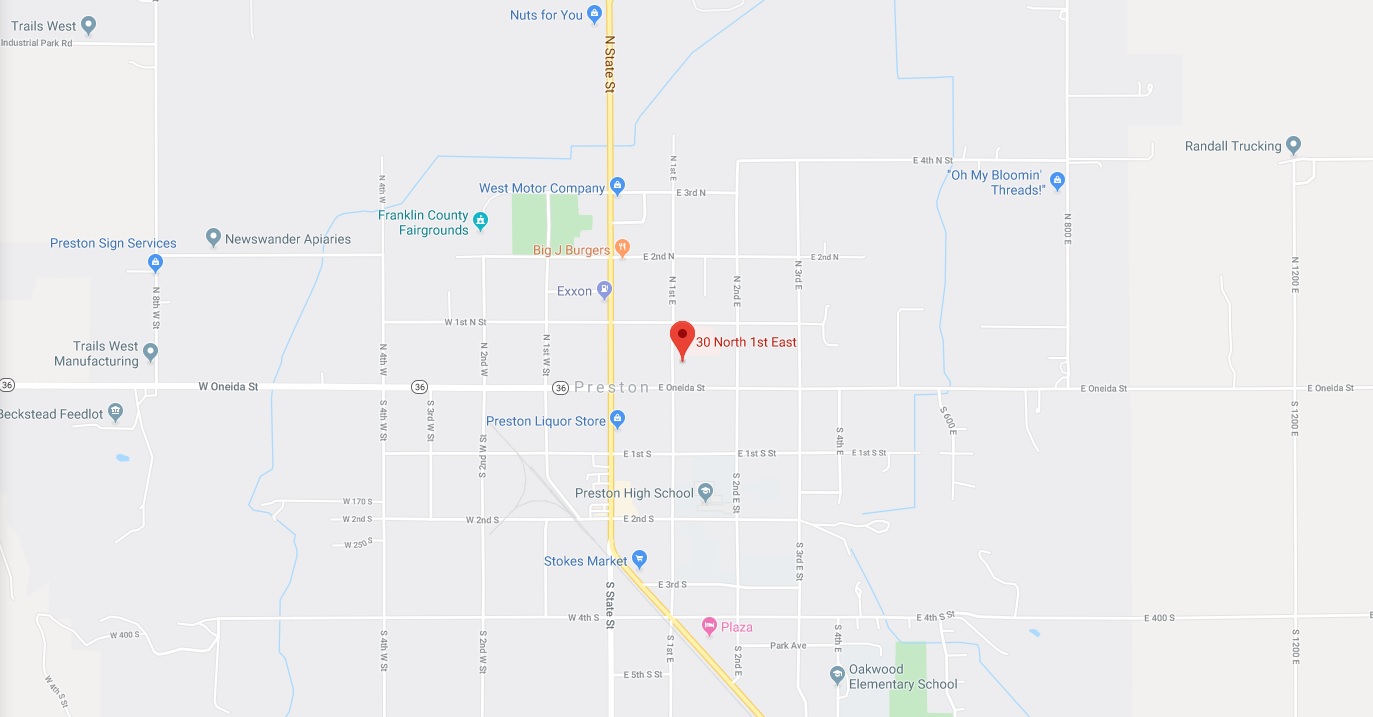 Nuts for You
Trails West
Industrial Park Rd
N State St
Randall Trucking
E 4th N St
N 1st E
"Oh My Bloomin'
Threads!"
N 4th W
West Motor Company
E 3rd N
Franklin County
Fairgrounds
N 800 E
Preston Sign Services
Newswander Apiaries
Big J Burgers
E 2nd N
E 2nd N
N 3rd E
N 1200 E
N 1st E
N 2nd E
Exxon
N 8th W St
W 1st N St
30 North 1st East
Trails West
Manufacturing
N 4th W
N 2nd W
N 1st W St
36
W Oneida St
36
36
Preston
E Oneida St
E Oneida St
E Oneida St
Beckstead Feedlot
S 4th W St
S 3rd W St
Preston Liquor Store
S 4th E
S 600 E
S 1200 E
S 2nd W St
E 1st S
E 1st S St
E 1st S St
Preston High School
S 2nd E St
W 170 S
W 2nd S
W 2nd S
E 2nd S
W 250 S
Stokes Market
S 3rd E St
E 3rd S
S State St
W 4th S
E 4th S St
E 400 S
Plaza
W 400 S
S 4th W St
S 2nd W St
S 1st E
S 2nd E
S 4th E
S 1200 E
Park Ave
E 5th S St
Oakwood
Elementary School
W 4th S St